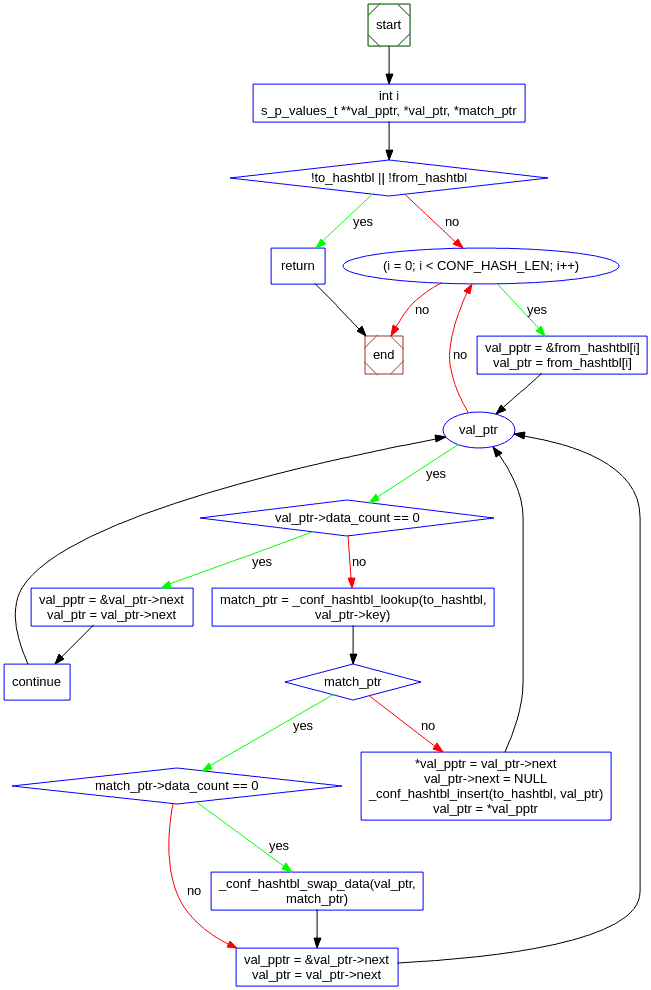 start
int i
s_p_values_t **val_pptr, *val_ptr, *match_ptr
!to_hashtbl || !from_hashtbl
yes
no
return
(i = 0; i < CONF_HASH_LEN; i++)
no
yes
end
no
val_pptr = &from_hashtbl[i]
val_ptr = from_hashtbl[i]
val_ptr
yes
val_ptr->data_count == 0
yes
no
val_pptr = &val_ptr->next
val_ptr = val_ptr->next
match_ptr = _conf_hashtbl_lookup(to_hashtbl,
val_ptr->key)
continue
match_ptr
yes
no
*val_pptr = val_ptr->next
val_ptr->next = NULL
_conf_hashtbl_insert(to_hashtbl, val_ptr)
val_ptr = *val_pptr
match_ptr->data_count == 0
yes
no
_conf_hashtbl_swap_data(val_ptr,
match_ptr)
val_pptr = &val_ptr->next
val_ptr = val_ptr->next